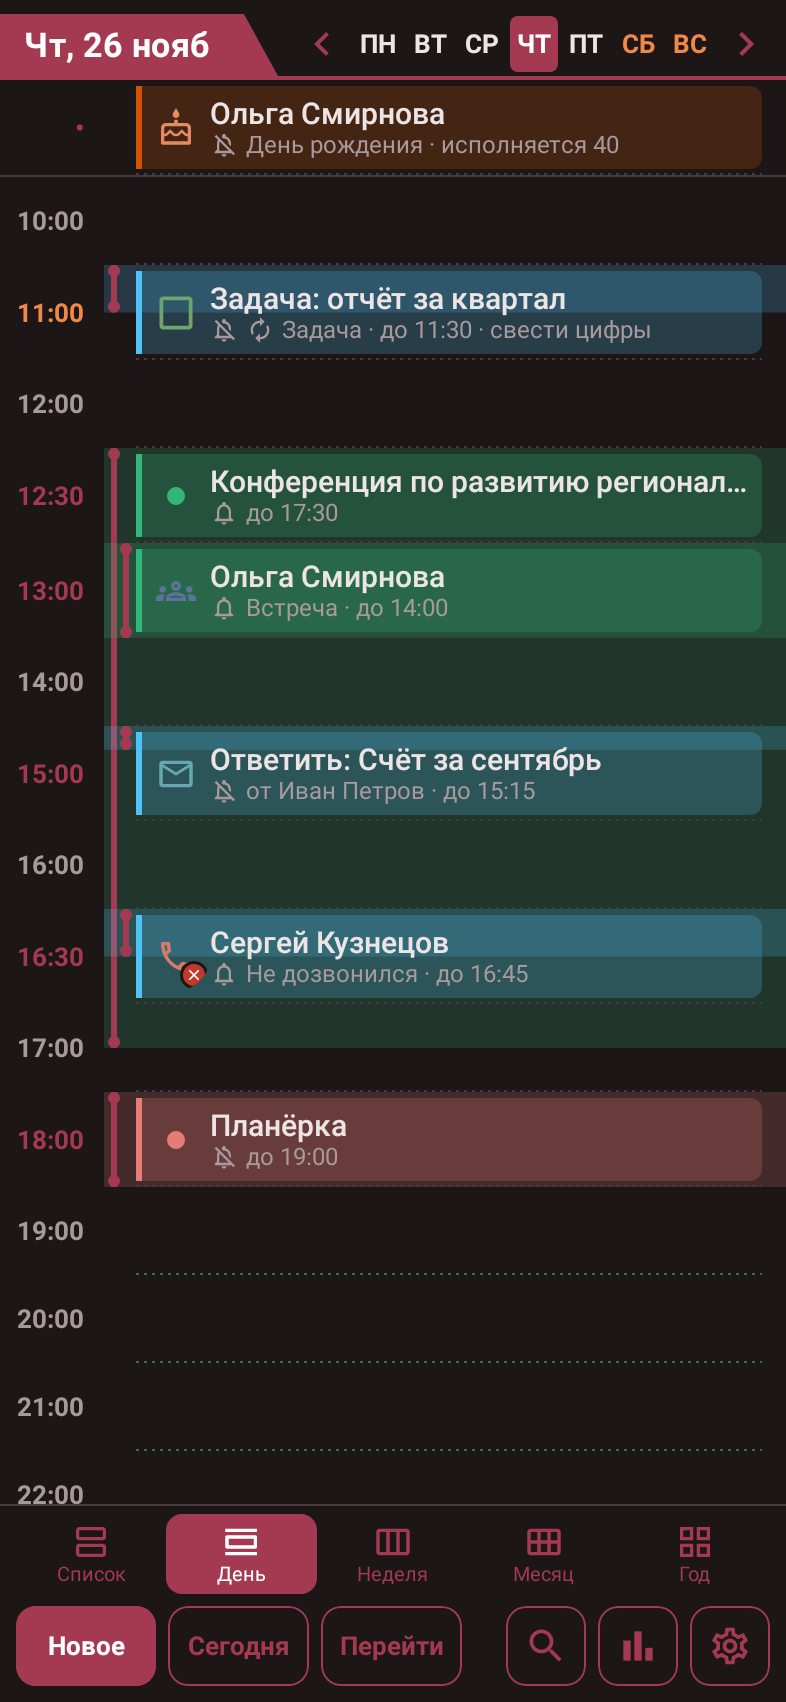 Чт, 26 нояб
ПН ВТ СР ЧТ ПТ СБ ВС
Ольга Смирнова
День рождения · исполняется 40
10:00
Задача: отчёт за квартал
11:00
Задача · до 11:30 · свести цифры
12:00
Конференция по развитию регионал...
12:30
до 17:30
Ольга Смирнова
13:00
Встреча · до 14:00
14:00
Ответить: Счёт за сентябрь
15:00
от Иван Петров · до 15:15
16:00
Сергей Кузнецов
16:30
Не дозвонился · до 16:45
17:00
Планёрка
18:00
до 19:00
19:00
20:00
21:00
22:00
Список День Неделя Месяц Год
Новое Сегодня Перейти